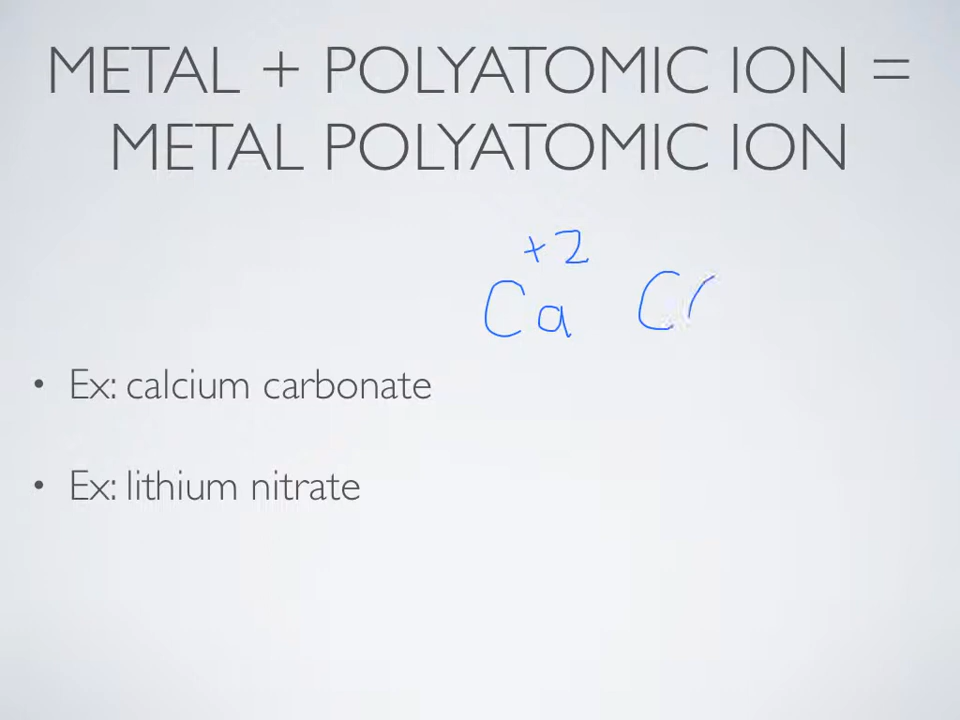 METAL + POLYATOMIC ION =
METAL POLYATOMIC ION
+2
Ca C
• Ex: calcium carbonate
• Ex: lithium nitrate